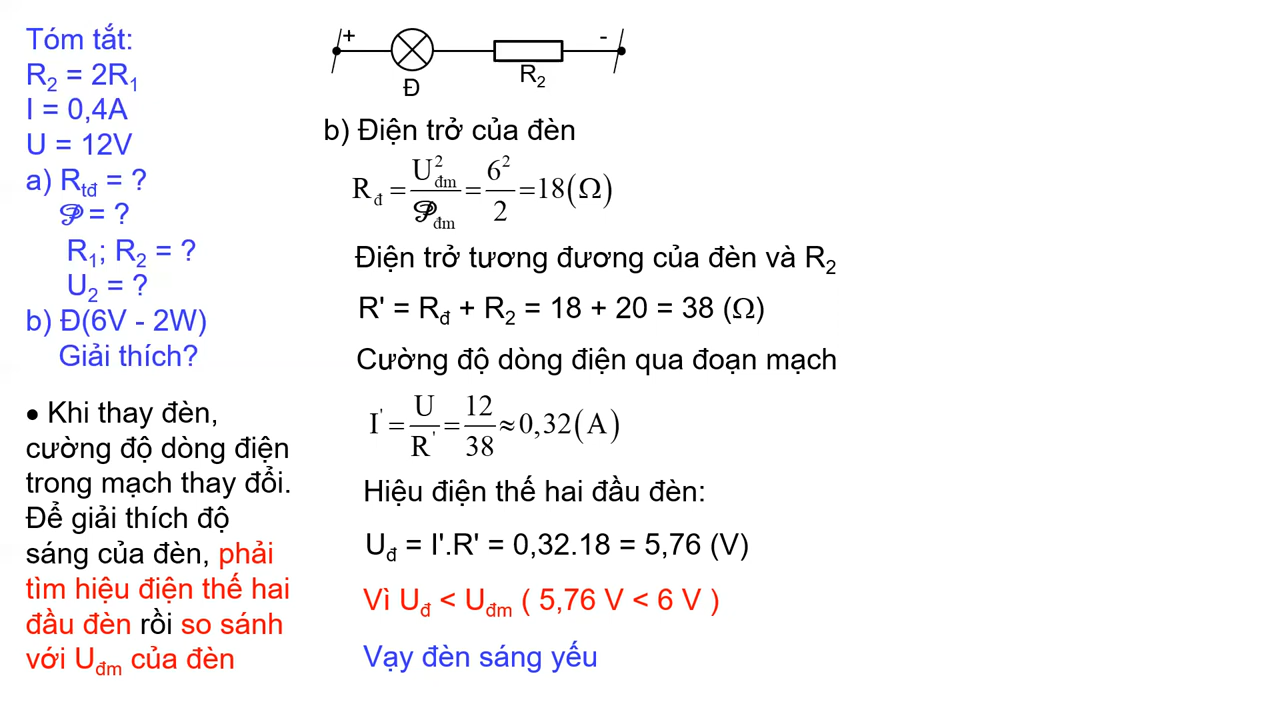 Tóm tắt:
R₂ = 2R₁
I = 0,4A
U = 12V
a) Rtđ = ?
𝒫 = ?
R₁; R₂ = ?
U₂ = ?
b) Đ(6V - 2W)
Giải thích?
• Khi thay đèn,
cường độ dòng điện
trong mạch thay đổi.
Để giải thích độ
sáng của đèn, phải
tìm hiệu điện thế hai
đầu đèn rồi so sánh
với Uđm của đèn
+ -
Đ R₂
b) Điện trở của đèn
Rđ = U²đm/𝒫đm = 6²/2 = 18(Ω)
Điện trở tương đương của đèn và R₂
R' = Rđ + R₂ = 18 + 20 = 38 (Ω)
Cường độ dòng điện qua đoạn mạch
I' = U/R' = 12/38 ≈ 0,32(A)
Hiệu điện thế hai đầu đèn:
Uđ = I'.R' = 0,32.18 = 5,76 (V)
Vì Uđ < Uđm ( 5,76 V < 6 V )
Vạy đèn sáng yếu